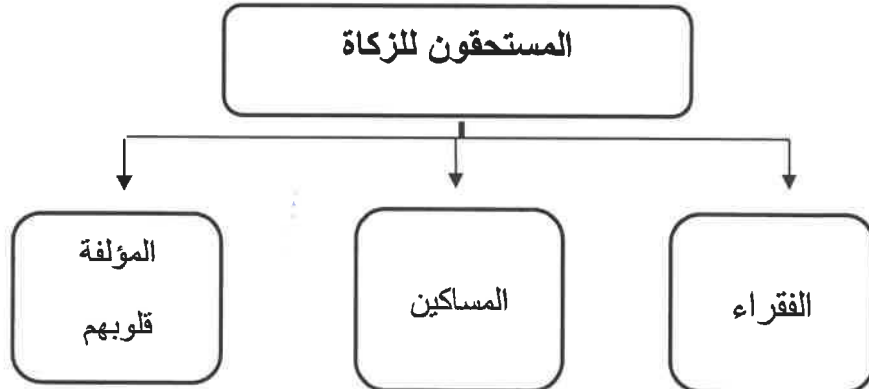 المستحقون للزكاة
الفقراء
المساكين
المؤلفة
قلوبهم